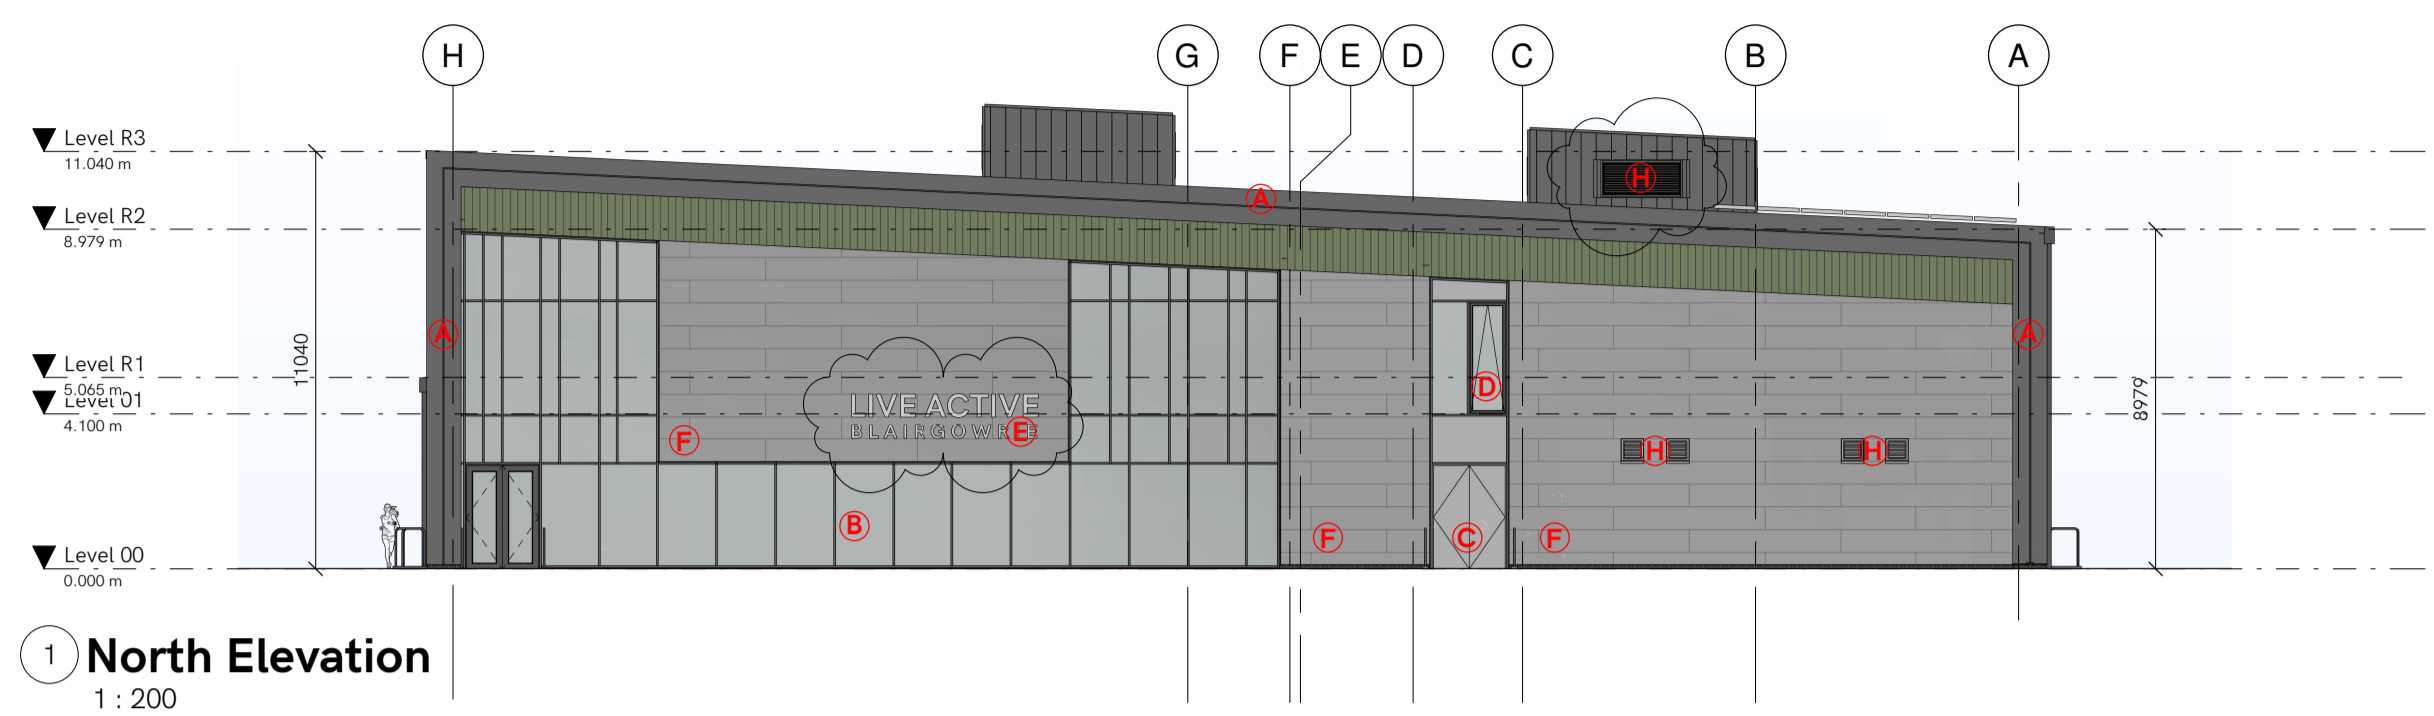 H G F E D C B A
Level R3
11.040 m
H
A
Level R2
8.979 m
A
A
11040
Level R1
5.065 m
D
8979
Level 01
4.100 m
LIVE ACTIVE
BLAIRGOWRIE
E
F
H
H
B
F
C
F
Level 00
0.000 m
1 North Elevation
1 : 200